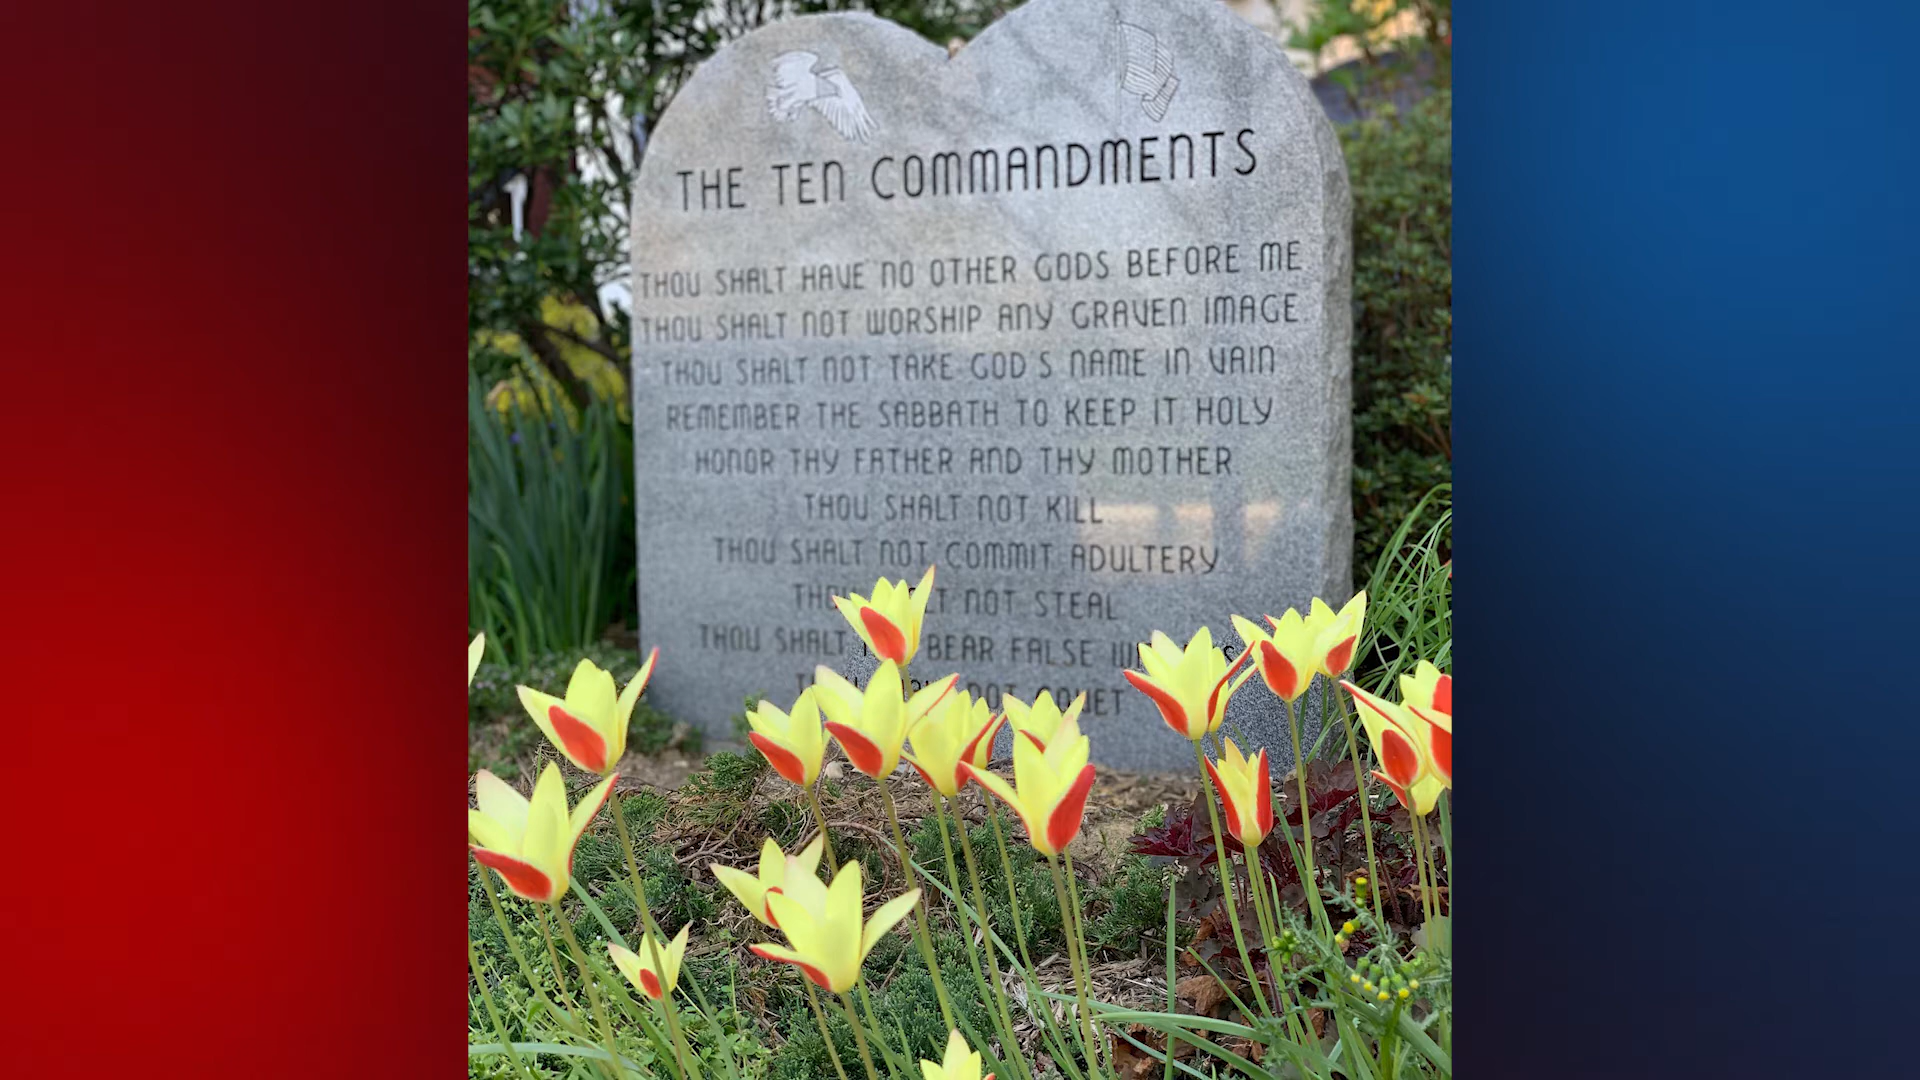 THE TEN COMMANDMENTS
THOU SHALT HAVE NO OTHER GODS BEFORE ME
THOU SHALT NOT WORSHIP ANY GRAVEN IMAGE
THOU SHALT NOT TAKE GOD'S NAME IN VAIN
REMEMBER THE SABBATH TO KEEP IT HOLY
HONOR THY FATHER AND THY MOTHER
THOU SHALT NOT KILL
THOU SHALT NOT COMMIT ADULTERY
NOT STEAL
THOU SHALT BEAR FALSE
NOT COVET